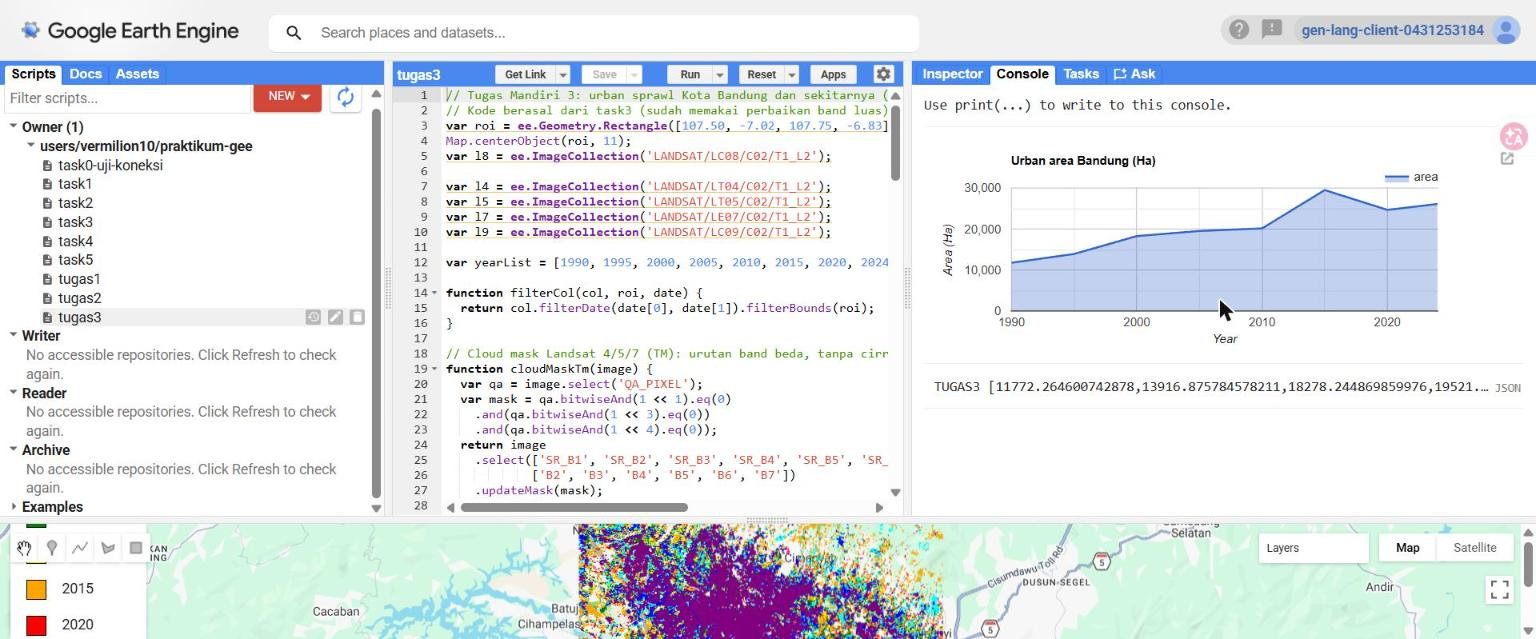 Google Earth Engine
Search places and datasets...
gen-lang-client-0431253184
Scripts Docs Assets
Filter scripts...
NEW
Owner (1)
users/vermilion10/praktikum-gee
task0-uji-koneksi
task1
task2
task3
task4
task5
tugas1
tugas2
tugas3
Writer
No accessible repositories. Click Refresh to check
again.
Reader
No accessible repositories. Click Refresh to check
again.
Archive
No accessible repositories. Click Refresh to check
again.
Examples
tugas3 Get Link Save Run Reset Apps
1 // Tugas Mandiri 3: urban sprawl Kota Bandung dan sekitarnya (
2 // Kode berasal dari task3 (sudah memakai perbaikan band luas)
3 var roi = ee.Geometry.Rectangle([107.50, -7.02, 107.75, -6.83]
4 Map.centerObject(roi, 11);
5 var l8 = ee.ImageCollection('LANDSAT/LC08/C02/T1_L2');
6
7 var l4 = ee.ImageCollection('LANDSAT/LT04/C02/T1_L2');
8 var l5 = ee.ImageCollection('LANDSAT/LT05/C02/T1_L2');
9 var l7 = ee.ImageCollection('LANDSAT/LE07/C02/T1_L2');
10 var l9 = ee.ImageCollection('LANDSAT/LC09/C02/T1_L2');
11
12 var yearList = [1990, 1995, 2000, 2005, 2010, 2015, 2020, 2024
13
14 function filterCol(col, roi, date) {
15 return col.filterDate(date[0], date[1]).filterBounds(roi);
16 }
17
18 // Cloud mask Landsat 4/5/7 (TM): urutan band beda, tanpa cirr
19 function cloudMaskTm(image) {
20 var qa = image.select('QA_PIXEL');
21 var mask = qa.bitwiseAnd(1 << 1).eq(0)
22 .and(qa.bitwiseAnd(1 << 3).eq(0))
23 .and(qa.bitwiseAnd(1 << 4).eq(0));
24 return image
25 .select(['SR_B1', 'SR_B2', 'SR_B3', 'SR_B4', 'SR_B5', 'SR_
26 ['B2', 'B3', 'B4', 'B5', 'B6', 'B7'])
27 .updateMask(mask);
28
Inspector Console Tasks Ask
Use print(...) to write to this console.
Urban area Bandung (Ha)
area
30,000
20,000
10,000
0
Area (Ha)
1990 2000 2010 2020
Year
TUGAS3 [11772.264600742878,13916.875784578211,18278.244869859976,19521.… JSON
2015
2020
KAN
NG
Cacaban
Batuj
Cihampelas
Cisumdawu-Toll Rd
5
DUSUN-SEGEL
5
Selatan
Andir
Layers
Map Satellite